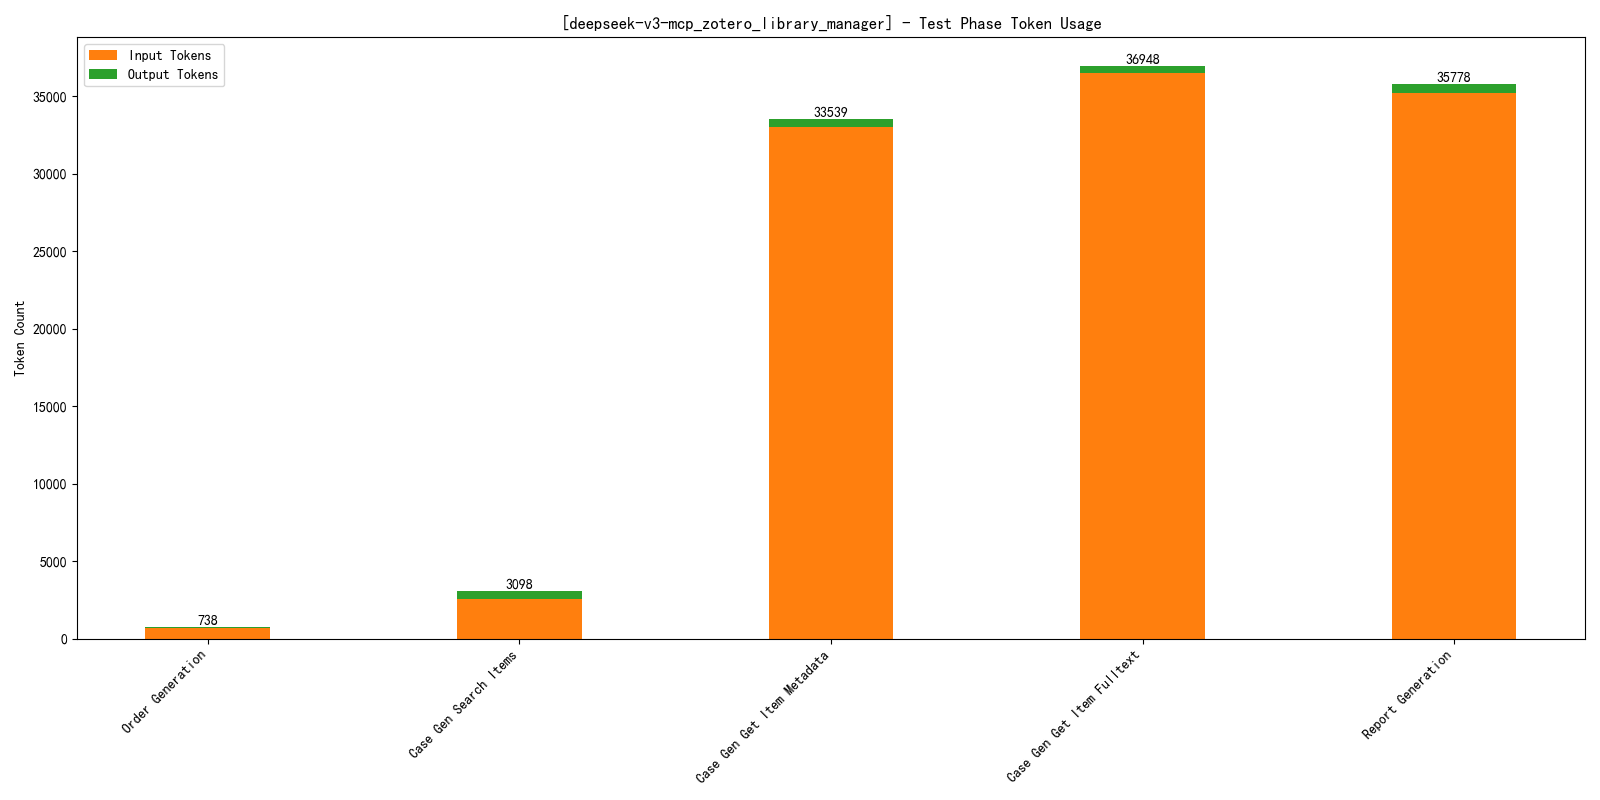 [deepseek-v3-mcp_zotero_library_manager] - Test Phase Token Usage
Input Tokens
Output Tokens
Token Count
35000
30000
25000
20000
15000
10000
5000
0
738
3098
33539
36948
35778
Order Generation
Case Gen Search Items
Case Gen Get Item Metadata
Case Gen Get Item Fulltext
Report Generation